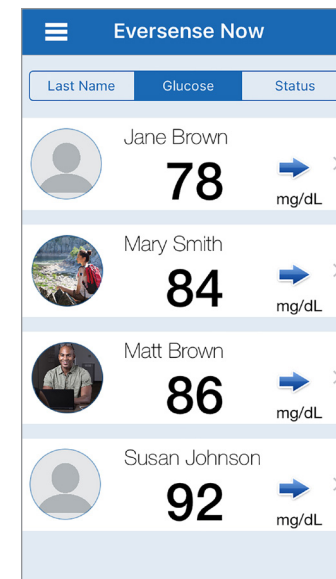 Eversense Now
Last Name Glucose Status
Jane Brown
78
mg/dL
Mary Smith
84
mg/dL
Matt Brown
86
mg/dL
Susan Johnson
92
mg/dL